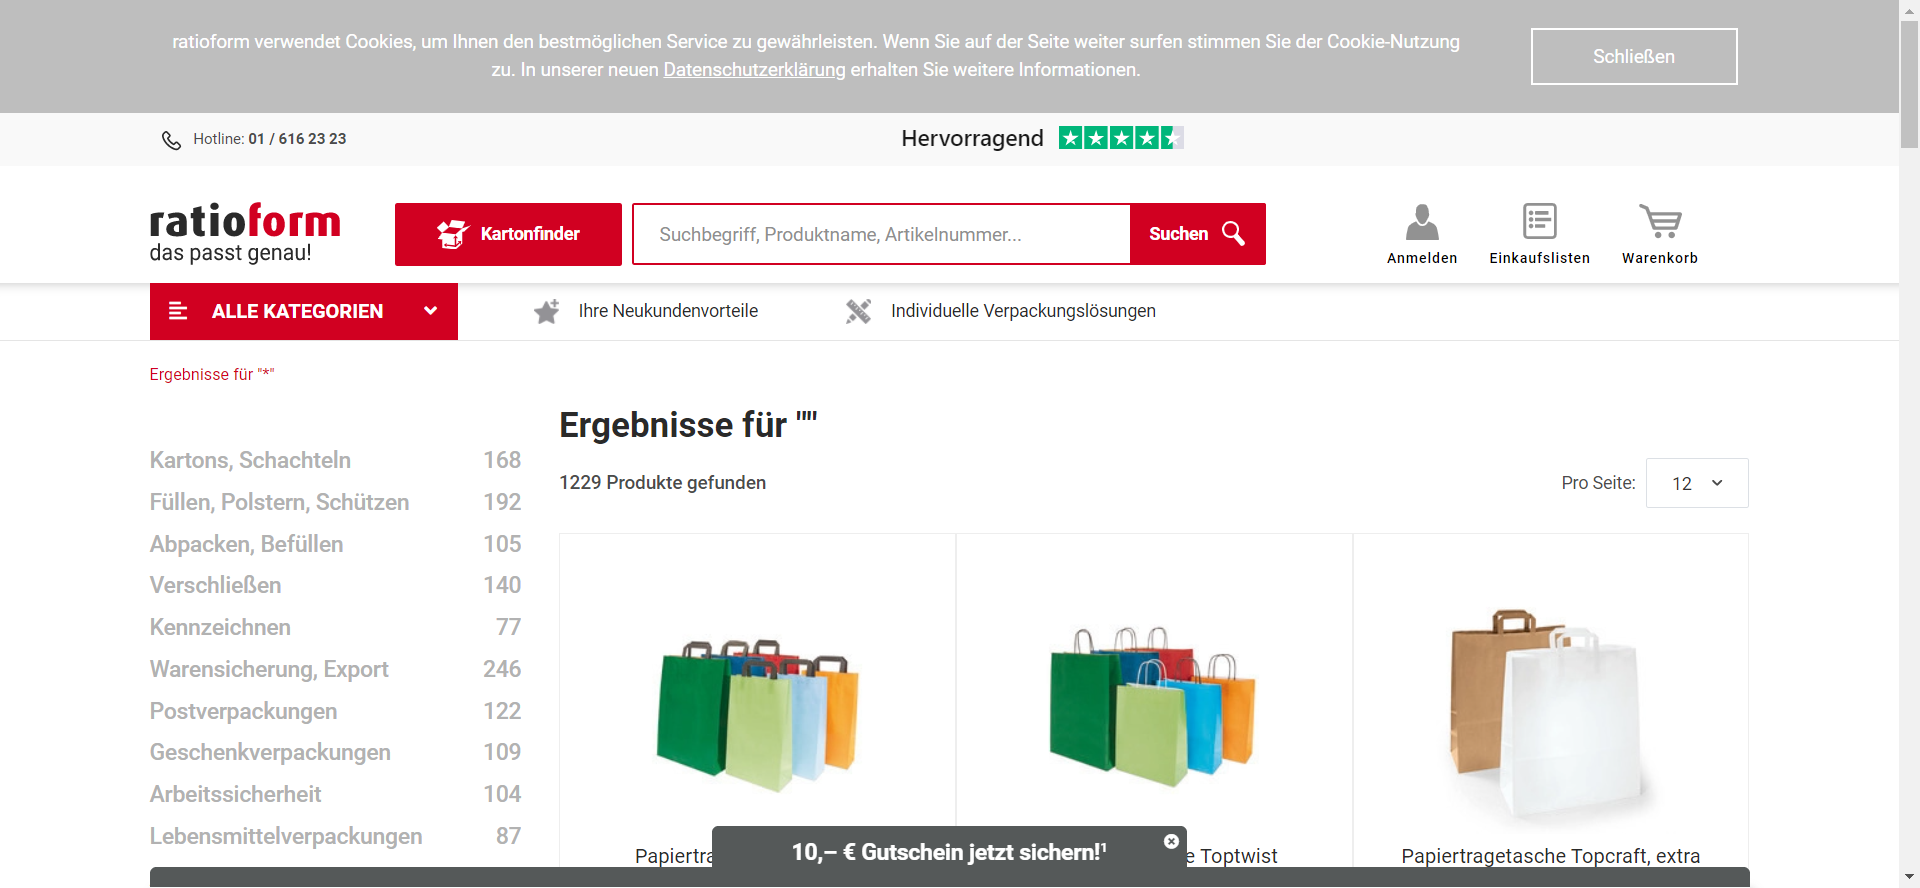 ratioform verwendet Cookies, um Ihnen den bestmöglichen Service zu gewährleisten. Wenn Sie auf der Seite weiter surfen stimmen Sie der Cookie-Nutzung
zu. In unserer neuen Datenschutzerklärung erhalten Sie weitere Informationen.
Schließen
Hotline: 01 / 616 23 23
Hervorragend
ratioform
das passt genau!
Kartonfinder
Suchbegriff, Produktname, Artikelnummer...
Suchen
Anmelden
Einkaufslisten
Warenkorb
ALLE KATEGORIEN
Ihre Neukundenvorteile
Individuelle Verpackungslösungen
Ergebnisse für "*"
Ergebnisse für ""
1229 Produkte gefunden
Pro Seite:
12
Kartons, Schachteln 168
Füllen, Polstern, Schützen 192
Abpacken, Befüllen 105
Verschließen 140
Kennzeichnen 77
Warensicherung, Export 246
Postverpackungen 122
Geschenkverpackungen 109
Arbeitssicherheit 104
Lebensmittelverpackungen 87
Papiertra
e Toptwist
Papiertragetasche Topcraft, extra
10,– € Gutschein jetzt sichern!¹